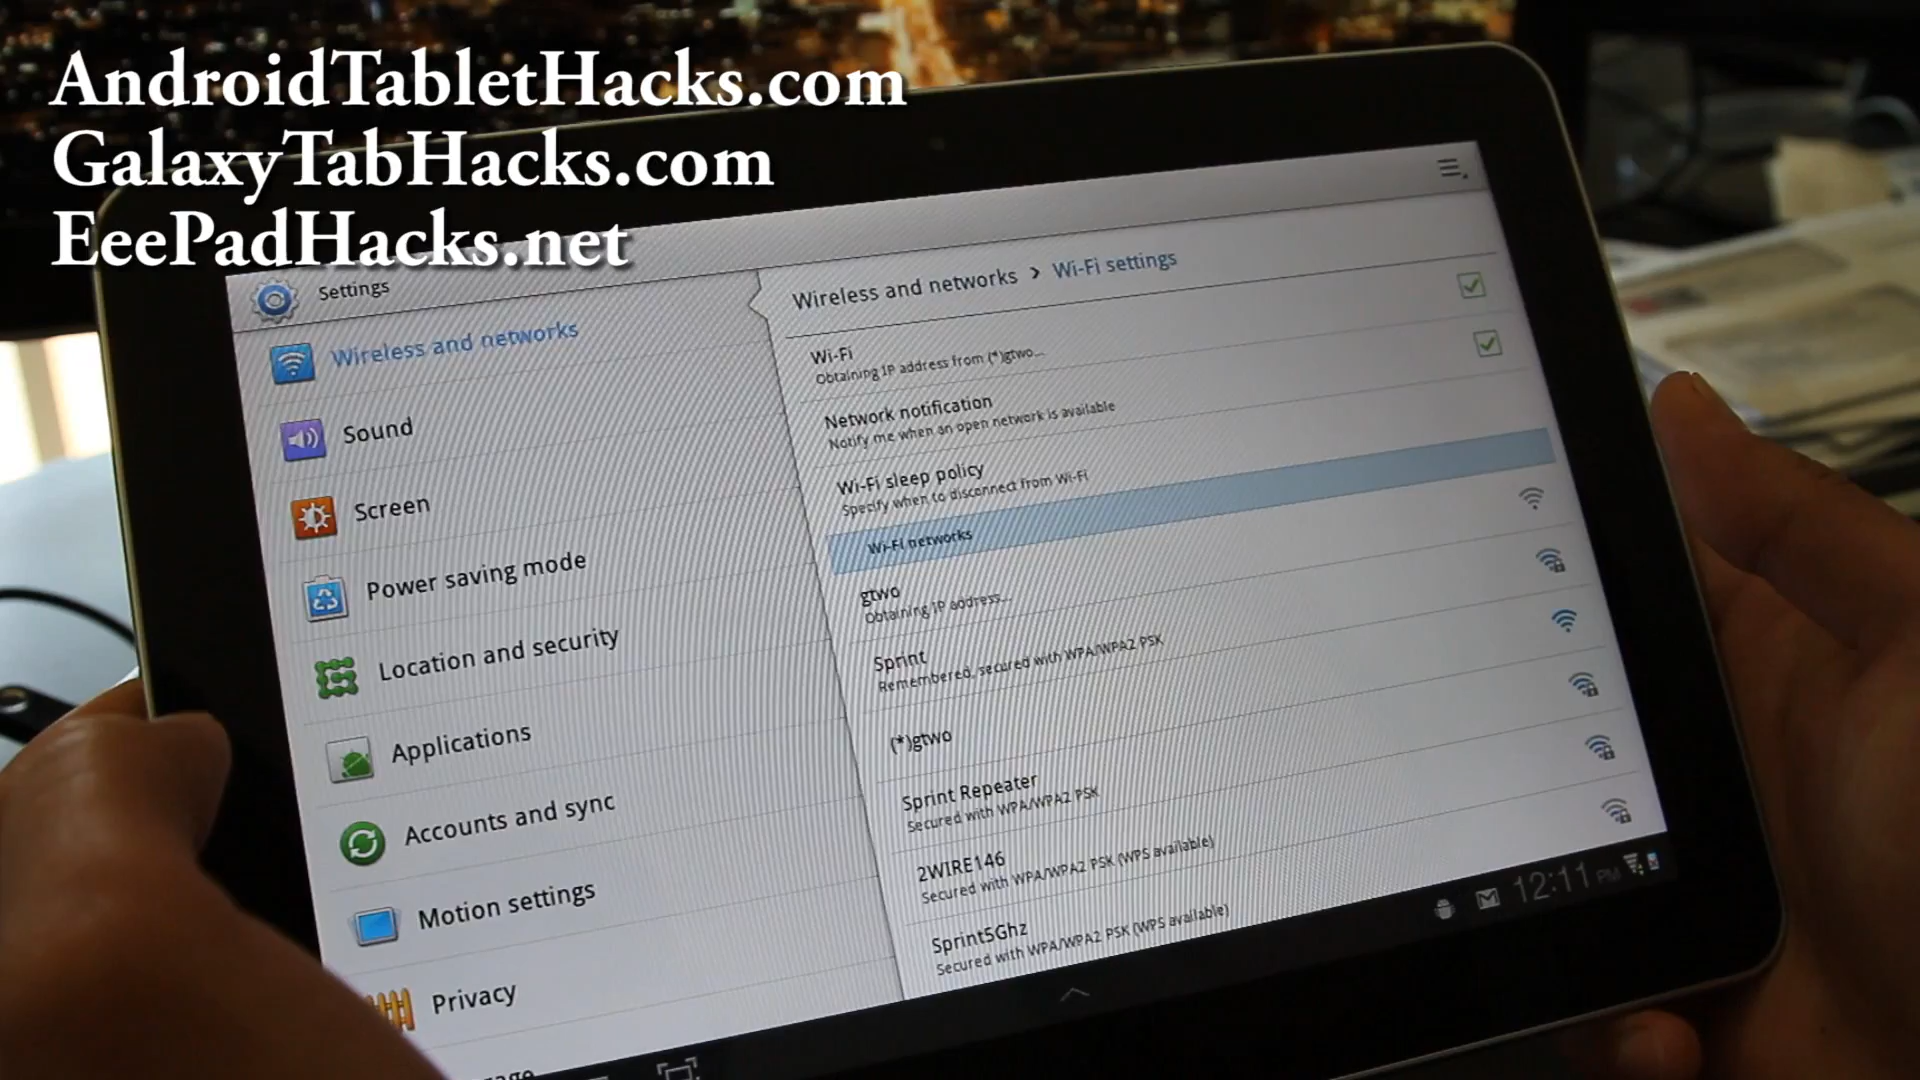 AndroidTabletHacks.com
GalaxyTabHacks.com
EeePadHacks.net
Settings
Wireless and networks
Sound
Screen
Power saving mode
Location and security
Applications
Accounts and sync
Motion settings
Privacy
Wireless and networks > Wi-Fi settings
Wi-Fi
Obtaining IP address from (*)gtwo...
Network notification
Notify me when an open network is available
Wi-Fi sleep policy
Specify when to disconnect from Wi-Fi
Wi-Fi networks
gtwo
Obtaining IP address...
Sprint
Remembered, secured with WPA/WPA2 PSK
(*)gtwo
Sprint Repeater
Secured with WPA/WPA2 PSK
2WIRE146
Secured with WPA/WPA2 PSK (WPS available)
Sprint5Ghz
Secured with WPA/WPA2 PSK (WPS available)
12:11 PM